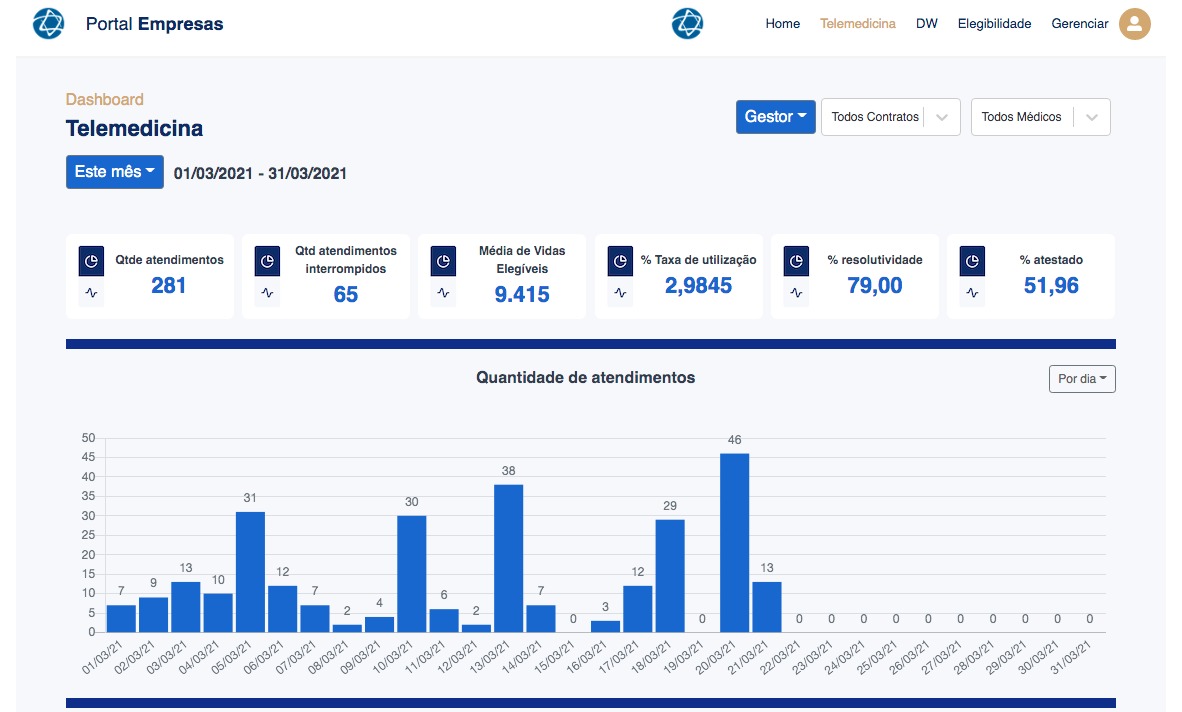 Portal Empresas
Home Telemedicina DW Elegibilidade Gerenciar
Dashboard
Telemedicina
Gestor
Todos Contratos
Todos Médicos
Este mês
01/03/2021 - 31/03/2021
Qtde atendimentos
281
Qtd atendimentos
interrompidos
65
Média de Vidas
Elegíveis
9.415
% Taxa de utilização
2,9845
% resolutividade
79,00
% atestado
51,96
Quantidade de atendimentos
Por dia
50
45
40
35
30
25
20
15
10
5
0
7 9 13 10 31 12 7 2 4 30 6 2 38 7 0 3 12 29 0 46 13 0 0 0 0 0 0 0 0 0 0
01/03/21 02/03/21 03/03/21 04/03/21 05/03/21 06/03/21 07/03/21 08/03/21 09/03/21 10/03/21 11/03/21 12/03/21 13/03/21 14/03/21 15/03/21 16/03/21 17/03/21 18/03/21 19/03/21 20/03/21 21/03/21 22/03/21 23/03/21 24/03/21 25/03/21 26/03/21 27/03/21 28/03/21 29/03/21 30/03/21 31/03/21